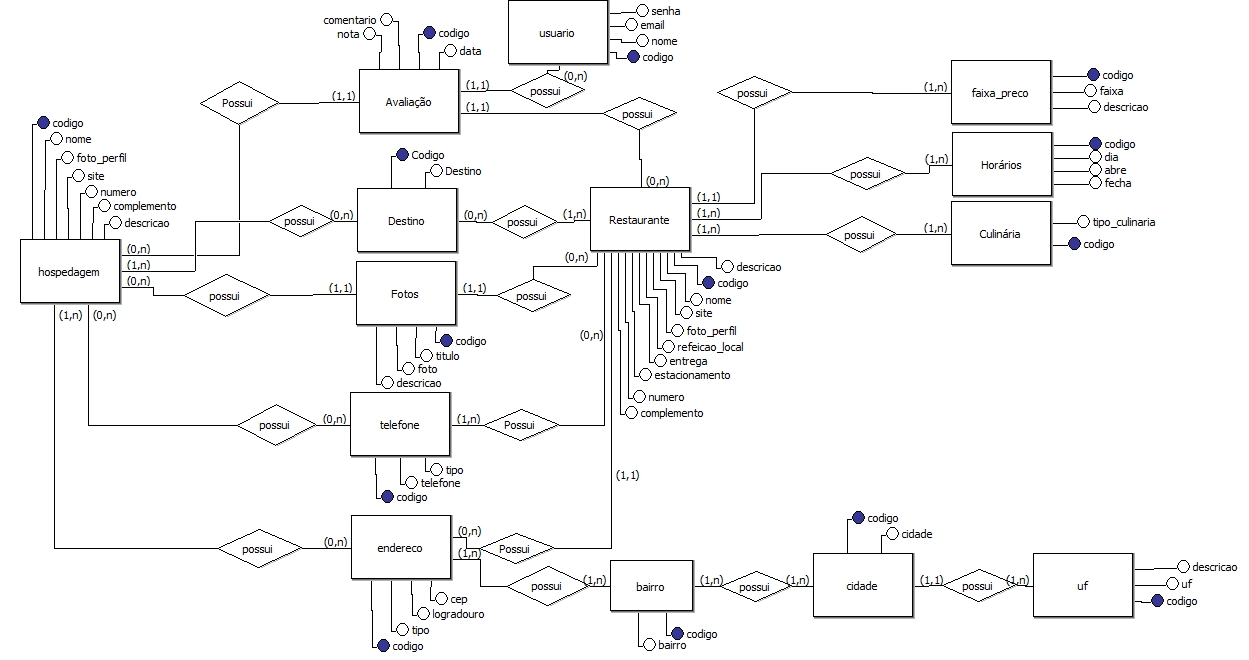 comentario
nota
codigo
data
usuario
senha
email
nome
codigo
(0,n)
Possui
(1,1)
Avaliação
(1,1)
possui
(1,1)
possui
possui
(1,n)
faixa_preco
codigo
faixa
descricao
codigo
nome
foto_perfil
site
numero
complemento
descricao
hospedagem
(0,n)
(1,n)
(0,n)
(1,n)
(0,n)
Codigo
Destino
possui
(0,n)
Destino
(0,n)
possui
(1,n)
(0,n)
Restaurante
(1,1)
(1,n)
(1,n)
possui
(1,n)
Horários
codigo
dia
abre
fecha
possui
(1,n)
Culinária
tipo_culinaria
codigo
possui
(1,1)
Fotos
(1,1)
possui
(0,n)
codigo
titulo
foto
descricao
descricao
codigo
nome
site
foto_perfil
refeicao_local
entrega
estacionamento
numero
complemento
(0,n)
possui
(0,n)
telefone
(1,n)
Possui
tipo
telefone
codigo
(1,1)
possui
(0,n)
endereco
(0,n)
(1,n)
Possui
possui
(1,n)
bairro
(1,n)
possui
(1,n)
cidade
codigo
cidade
(1,1)
possui
(1,n)
uf
descricao
uf
codigo
cep
logradouro
tipo
codigo
codigo
bairro